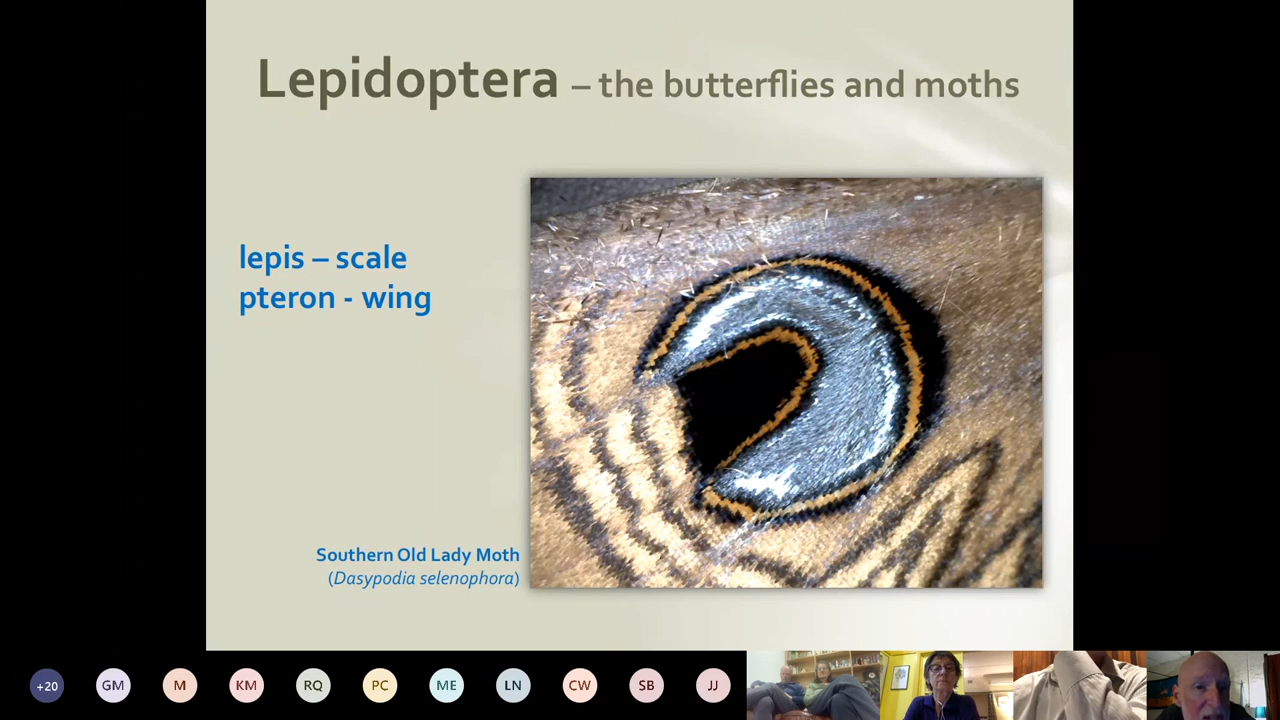 Lepidoptera – the butterflies and moths
lepis – scale
pteron - wing
Southern Old Lady Moth
(Dasypodia selenophora)
+20 GM M KM RQ PC ME LN CW SB JJ